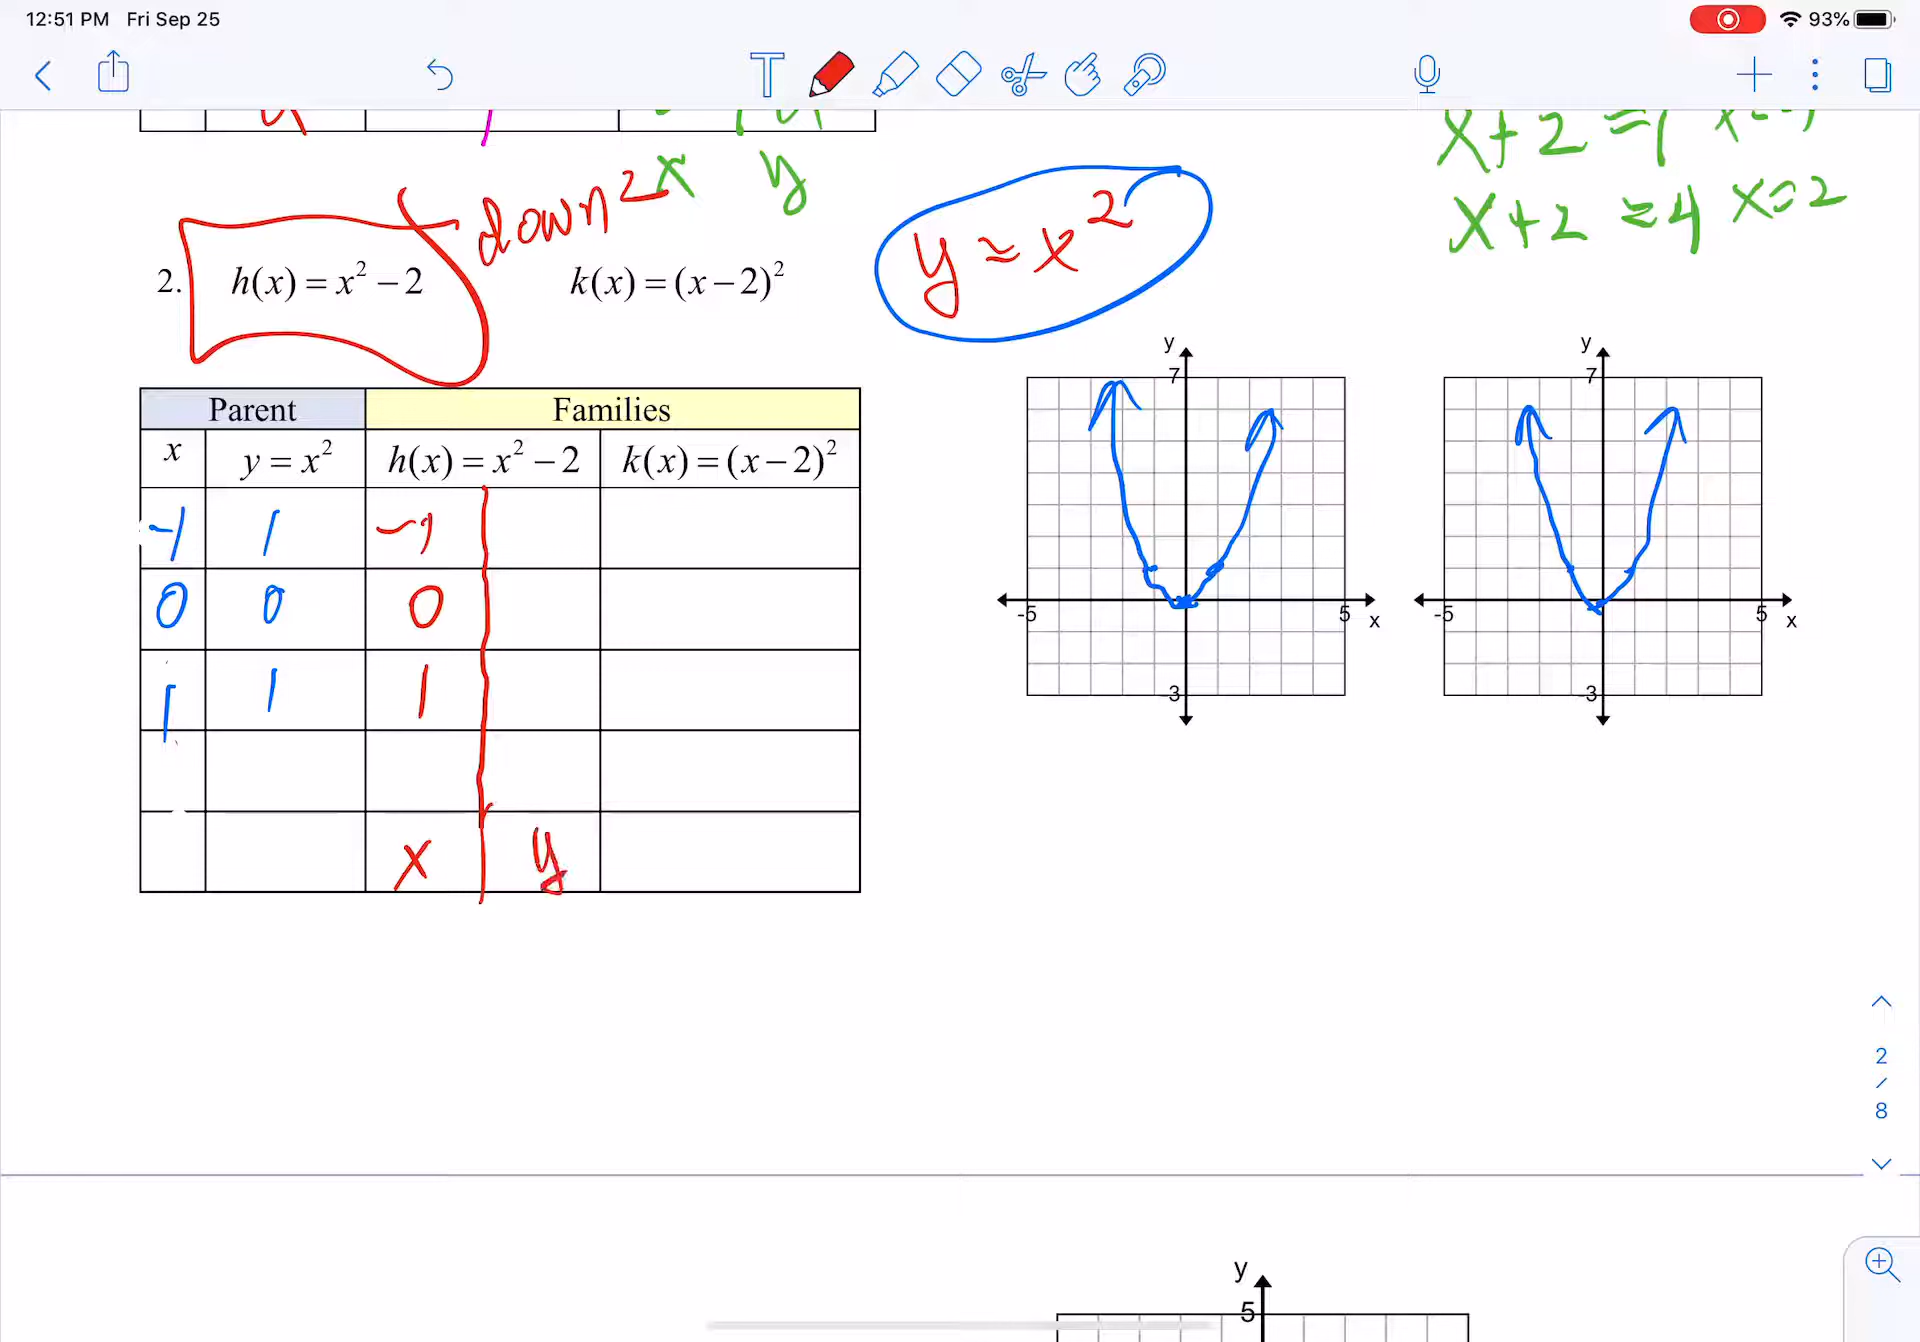 12:51 PM Fri Sep 25 93%
x y
x+2 =1
x+2 =4 x=2
down 2
y = x²
2. h(x) = x² − 2 k(x) = (x − 2)²
Parent Families
x y = x² h(x) = x² − 2 k(x) = (x − 2)²
-1 1 -1
0 0 0
1 1 1
x y
y 7 -5 5 x -3
y 7 -5 5 x -3
2
/
8
y
5